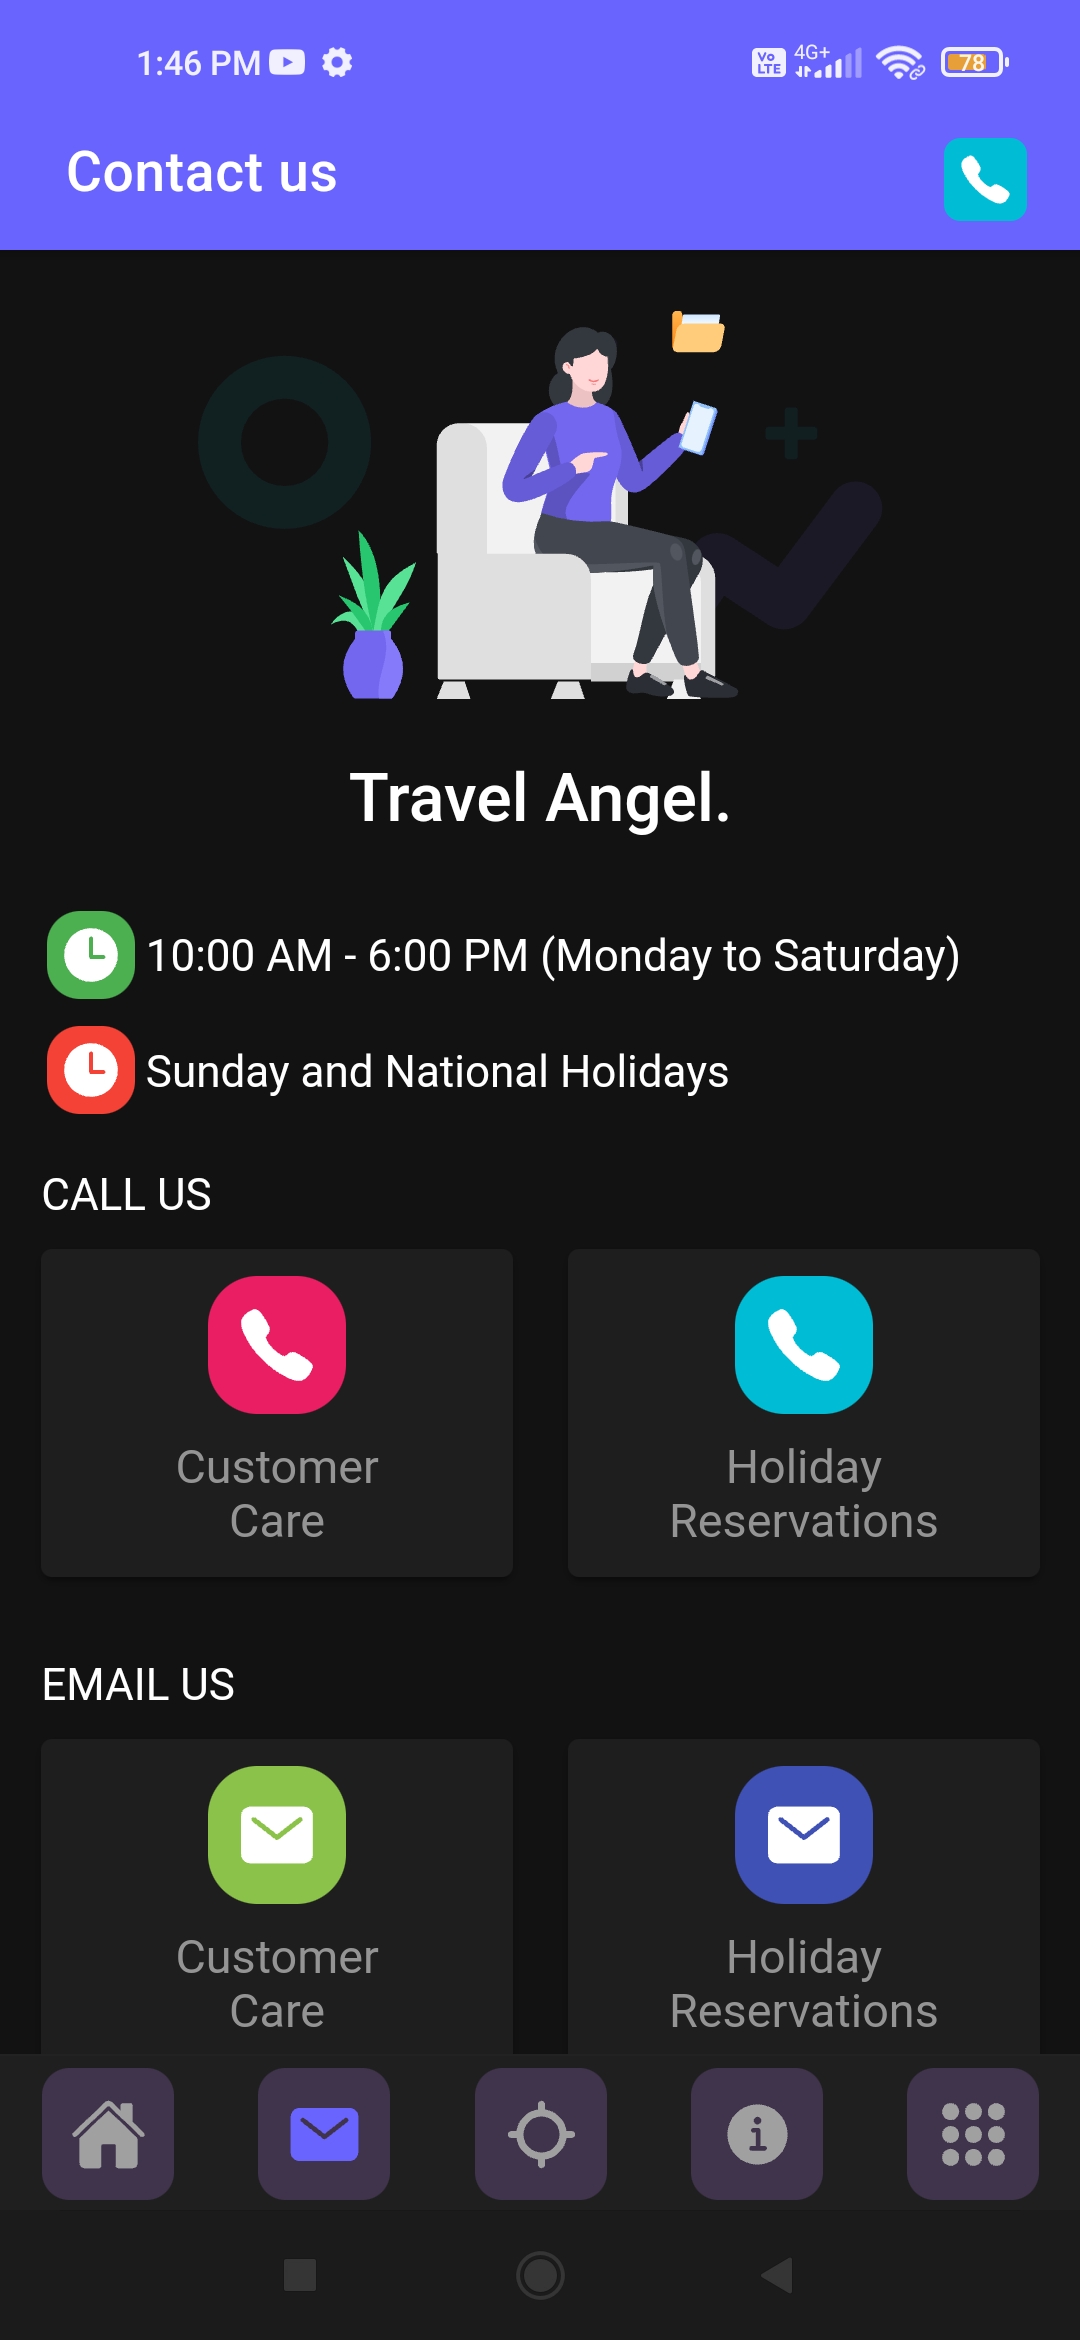 1:46 PM
Vo LTE
4G+
78
Contact us
Travel Angel.
10:00 AM - 6:00 PM (Monday to Saturday)
Sunday and National Holidays
CALL US
Customer
Care
Holiday
Reservations
EMAIL US
Customer
Care
Holiday
Reservations